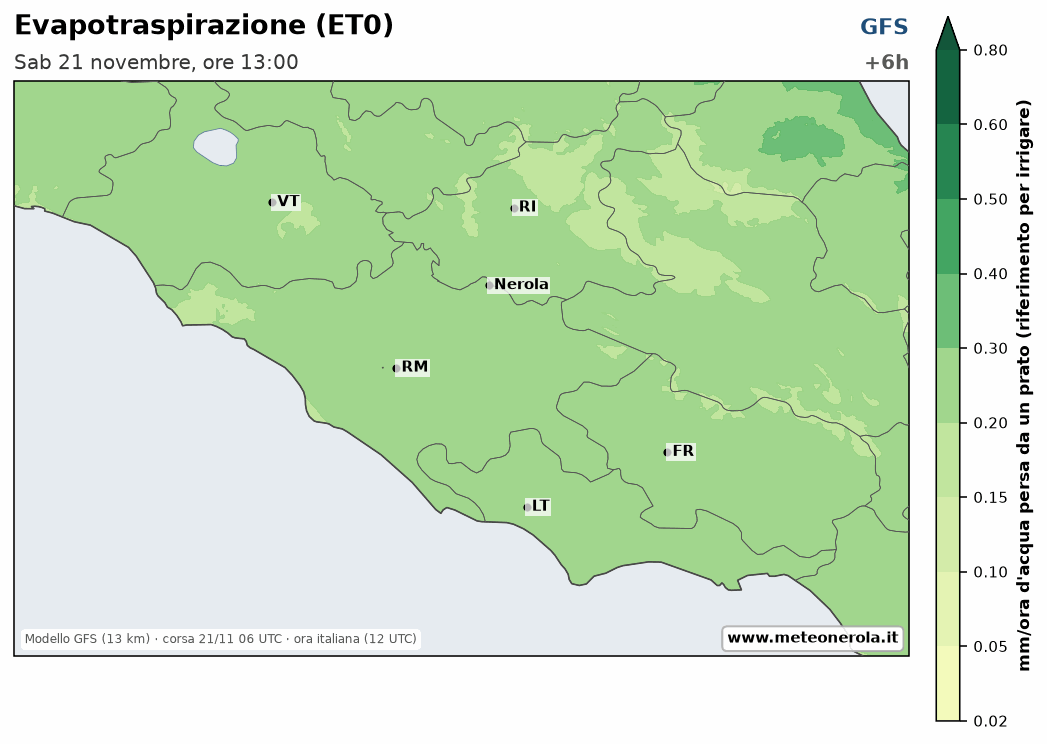 Evapotraspirazione (ET0)
GFS
Sab 21 novembre, ore 13:00
+6h
VT
RI
Nerola
RM
FR
LT
Modello GFS (13 km) · corsa 21/11 06 UTC · ora italiana (12 UTC)
www.meteonerola.it
0.80
0.60
0.50
0.40
0.30
0.20
0.15
0.10
0.05
0.02
mm/ora d'acqua persa da un prato (riferimento per irrigare)